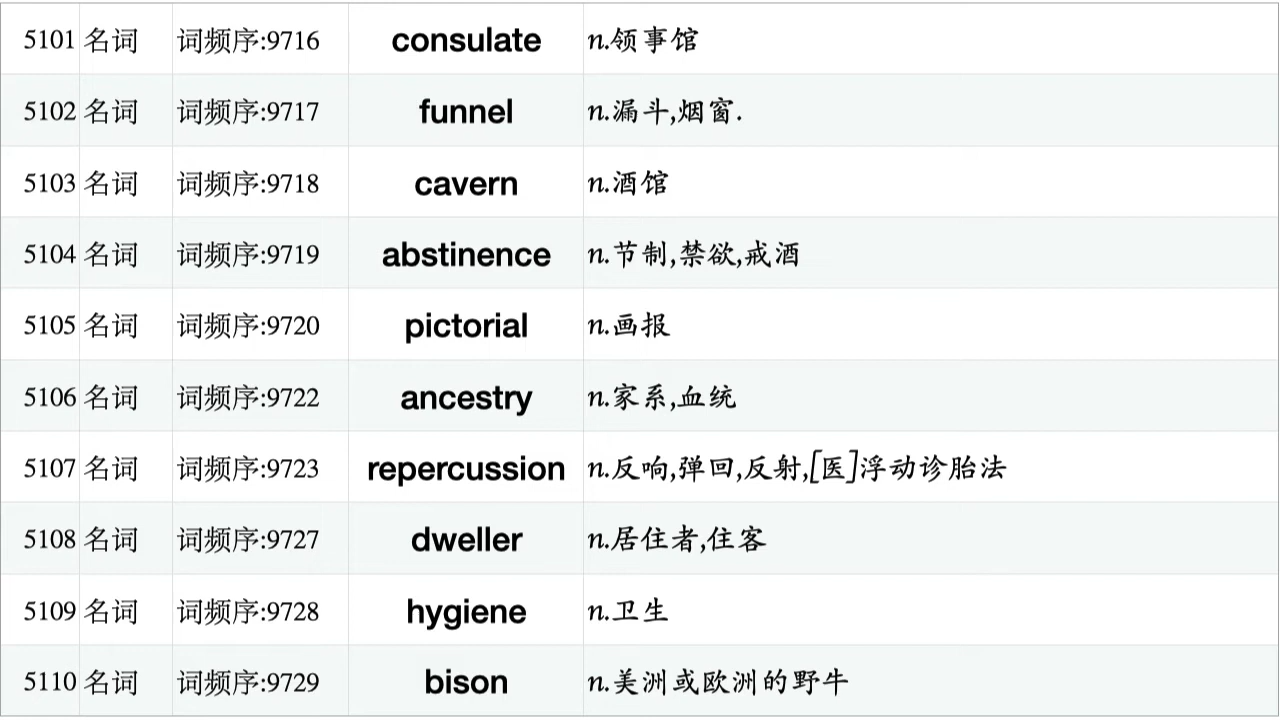 5101 名词 词频序:9716 consulate n.领事馆
5102 名词 词频序:9717 funnel n.漏斗,烟窗.
5103 名词 词频序:9718 cavern n.酒馆
5104 名词 词频序:9719 abstinence n.节制,禁欲,戒酒
5105 名词 词频序:9720 pictorial n.画报
5106 名词 词频序:9722 ancestry n.家系,血统
5107 名词 词频序:9723 repercussion n.反响,弹回,反射,[医]浮动诊胎法
5108 名词 词频序:9727 dweller n.居住者,住客
5109 名词 词频序:9728 hygiene n.卫生
5110 名词 词频序:9729 bison n.美洲或欧洲的野牛